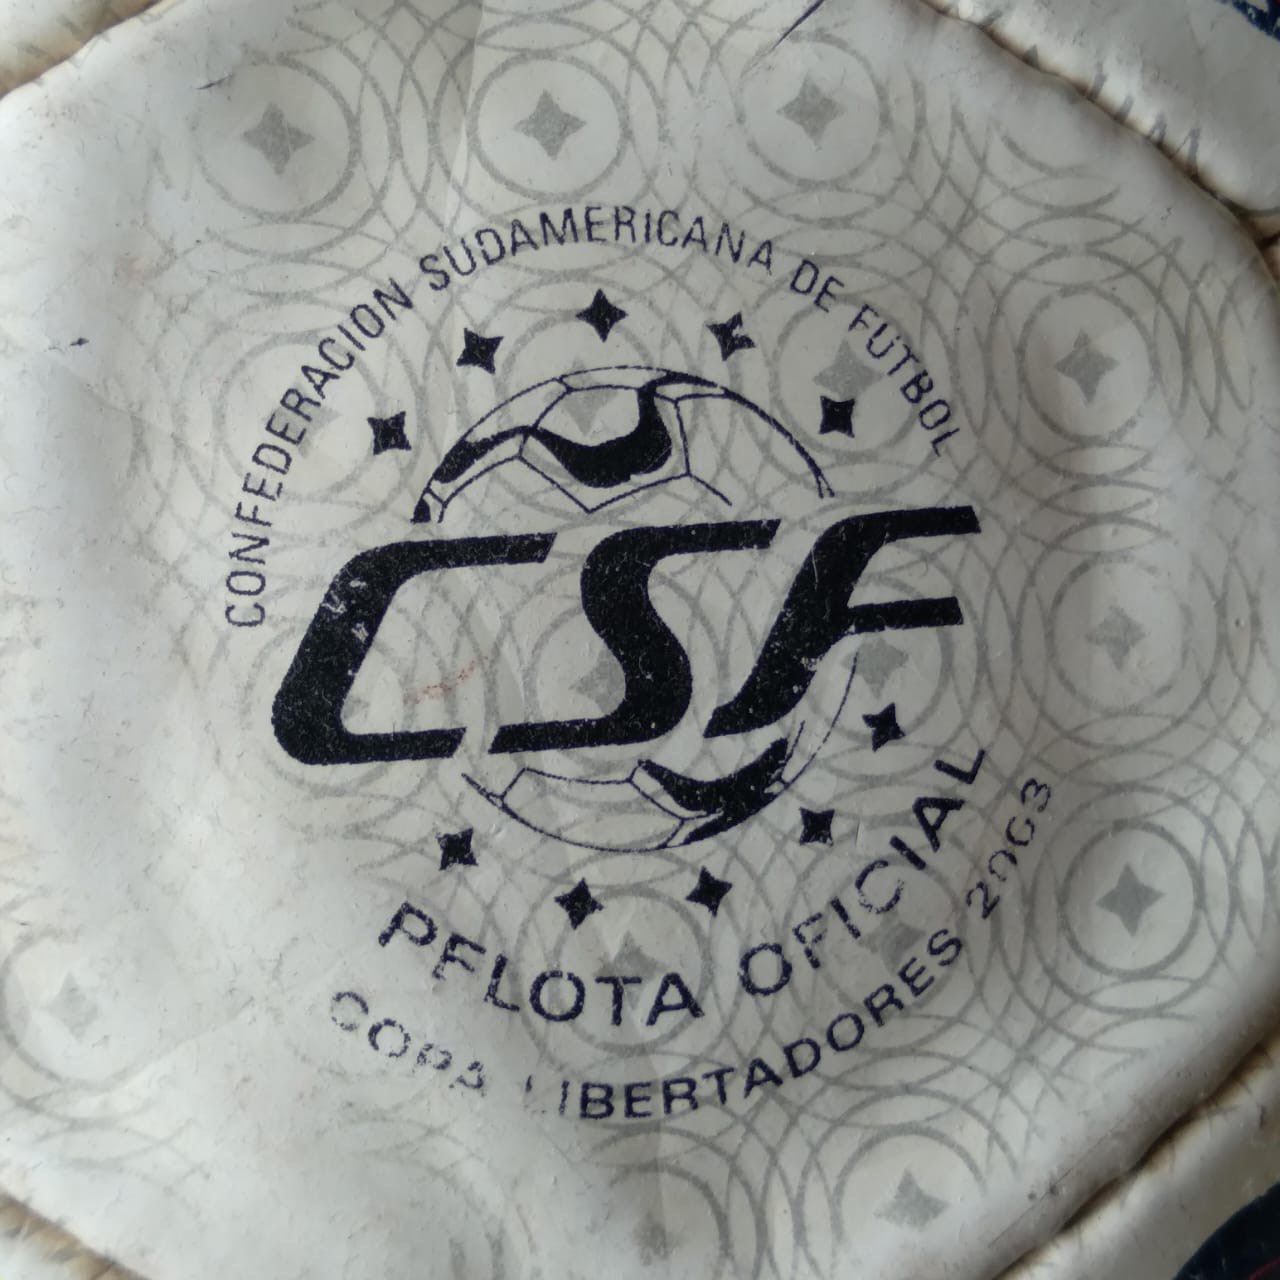 CONFEDERACION SUDAMERICANA DE FUTBOL
CSF
PELOTA OFICIAL
COPA LIBERTADORES 2003